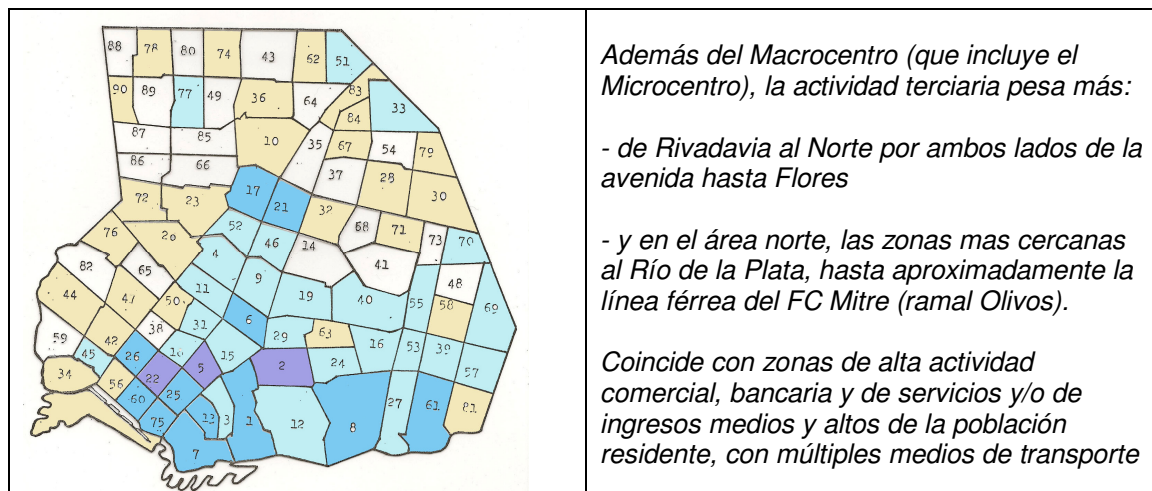 88 78 80 74 43 62 51
90 89 77 49 36 64 83 33
84
87 85 10 35 67 54 79
86 66 37 28 30
72 23 17 21 32
76 20 52 46 14 68 71 73 70
82 65 4 9 41 48
44 47 50 11 19 40 55 58 69
59 42 38 31 6 29 63
45 26 18 5 15 2 24 16 53 39 57
34 56 22 25
60 75 13 3 1 12 8 27 61 81
7
Además del Macrocentro (que incluye el
Microcentro), la actividad terciaria pesa más:
- de Rivadavia al Norte por ambos lados de la
avenida hasta Flores
- y en el área norte, las zonas mas cercanas
al Río de la Plata, hasta aproximadamente la
línea férrea del FC Mitre (ramal Olivos).
Coincide con zonas de alta actividad
comercial, bancaria y de servicios y/o de
ingresos medios y altos de la población
residente, con múltiples medios de transporte